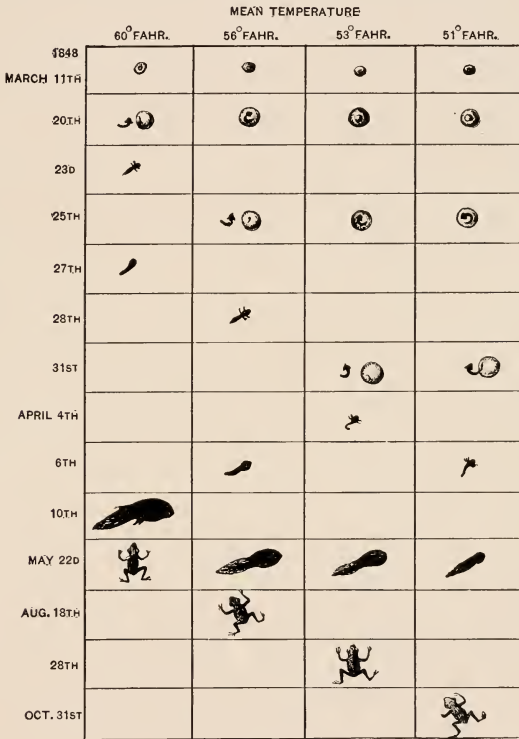 MEAN TEMPERATURE
60°FAHR. 56°FAHR. 53°FAHR. 51°FAHR.
1848
MARCH 11TH
20TH
23D
25TH
27TH
28TH
31ST
APRIL 4TH
6TH
10TH
MAY 22D
AUG. 18TH
28TH
OCT. 31ST